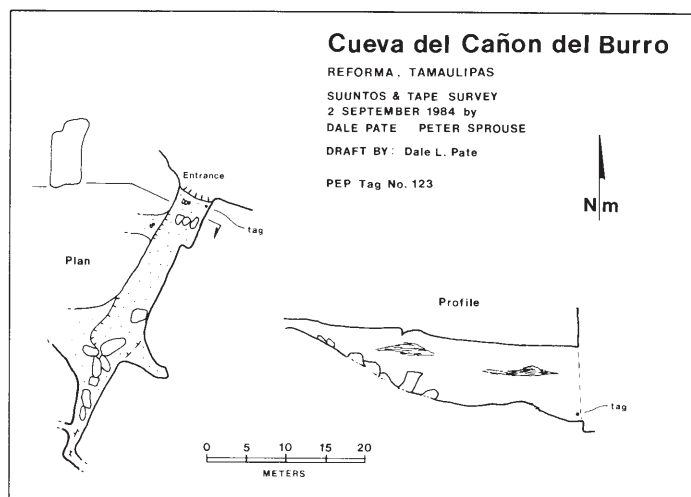 Cueva del Cañon del Burro
REFORMA, TAMAULIPAS
SUUNTOS & TAPE SURVEY
2 SEPTEMBER 1984 by
DALE PATE PETER SPROUSE
DRAFT BY: Dale L. Pate
PEP Tag No. 123
Entrance
Nm
tag
Plan
Profile
tag
0 5 10 15 20
METERS